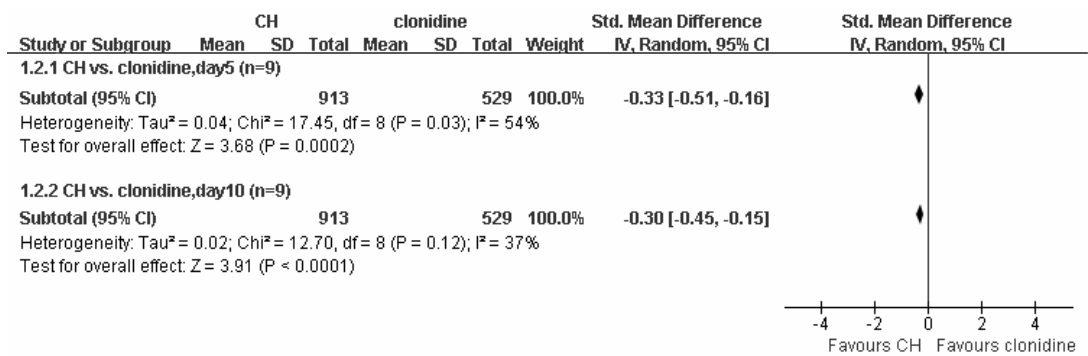 CH clonidine Std. Mean Difference Std. Mean Difference
Study or Subgroup Mean SD Total Mean SD Total Weight IV, Random, 95% CI IV, Random, 95% CI
1.2.1 CH vs. clonidine,day5 (n=9)
Subtotal (95% CI) 913 529 100.0% -0.33 [-0.51, -0.16]
Heterogeneity: Tau² = 0.04; Chi² = 17.45, df = 8 (P = 0.03); I² = 54%
Test for overall effect: Z = 3.68 (P = 0.0002)
1.2.2 CH vs. clonidine,day10 (n=9)
Subtotal (95% CI) 913 529 100.0% -0.30 [-0.45, -0.15]
Heterogeneity: Tau² = 0.02; Chi² = 12.70, df = 8 (P = 0.12); I² = 37%
Test for overall effect: Z = 3.91 (P < 0.0001)
-4 -2 0 2 4
Favours CH Favours clonidine